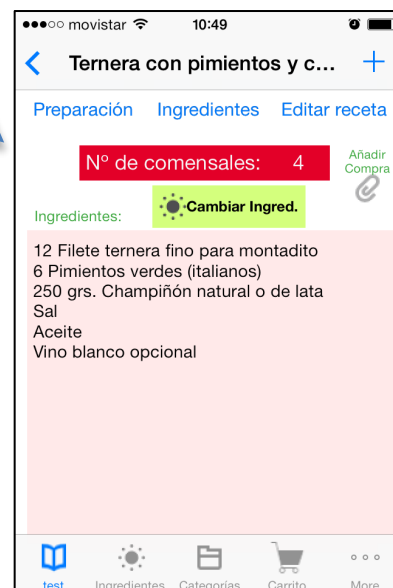 movistar 10:49
Ternera con pimientos y c... +
Preparación Ingredientes Editar receta
Nº de comensales: 4
Añadir
Compra
Cambiar Ingred.
Ingredientes:
12 Filete ternera fino para montadito
6 Pimientos verdes (italianos)
250 grs. Champiñón natural o de lata
Sal
Aceite
Vino blanco opcional
test Ingredientes Categorías Carrito More